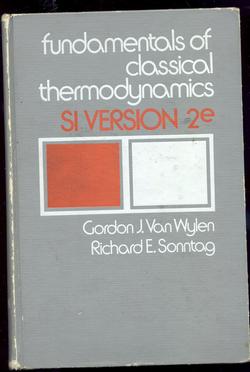 fundamentals of
classical
thermodynamics
SI VERSION 2e
Gordon J. Van Wylen
Richard E. Sonntag